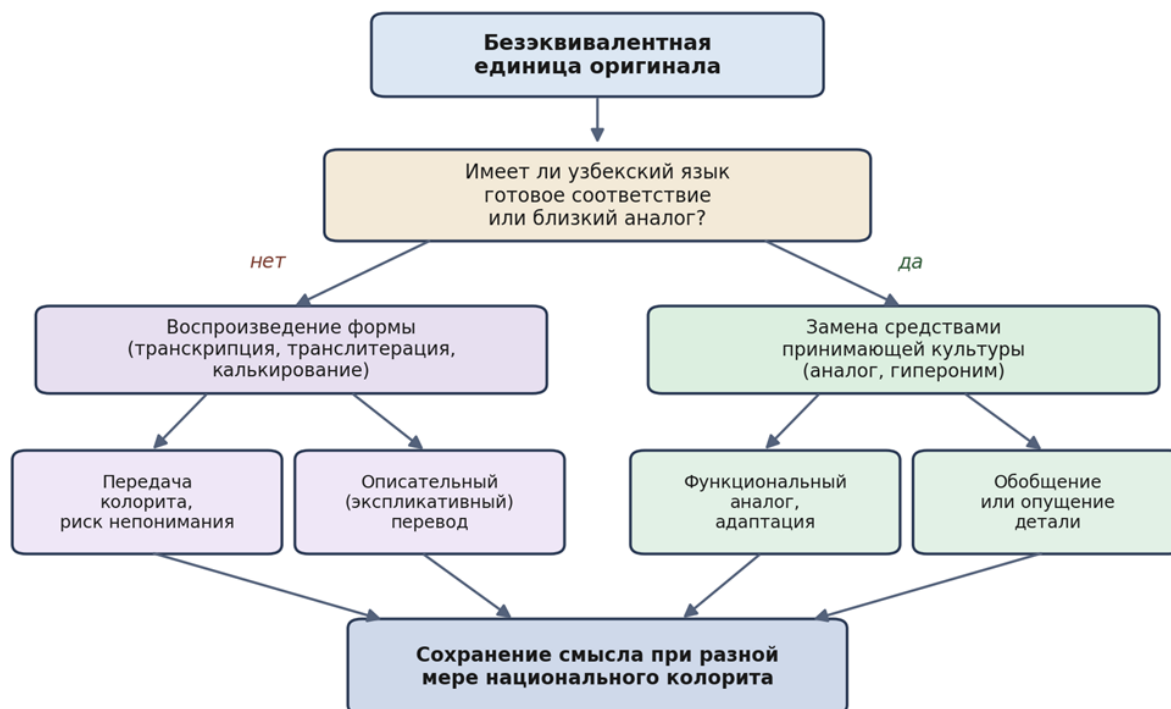 Безэквивалентная
единица оригинала
Имеет ли узбекский язык
готовое соответствие
или близкий аналог?
нет
да
Воспроизведение формы
(транскрипция, транслитерация,
калькирование)
Замена средствами
принимающей культуры
(аналог, гипероним)
Передача
колорита,
риск непонимания
Описательный
(экспликативный)
перевод
Функциональный
аналог,
адаптация
Обобщение
или опущение
детали
Сохранение смысла при разной
мере национального колорита